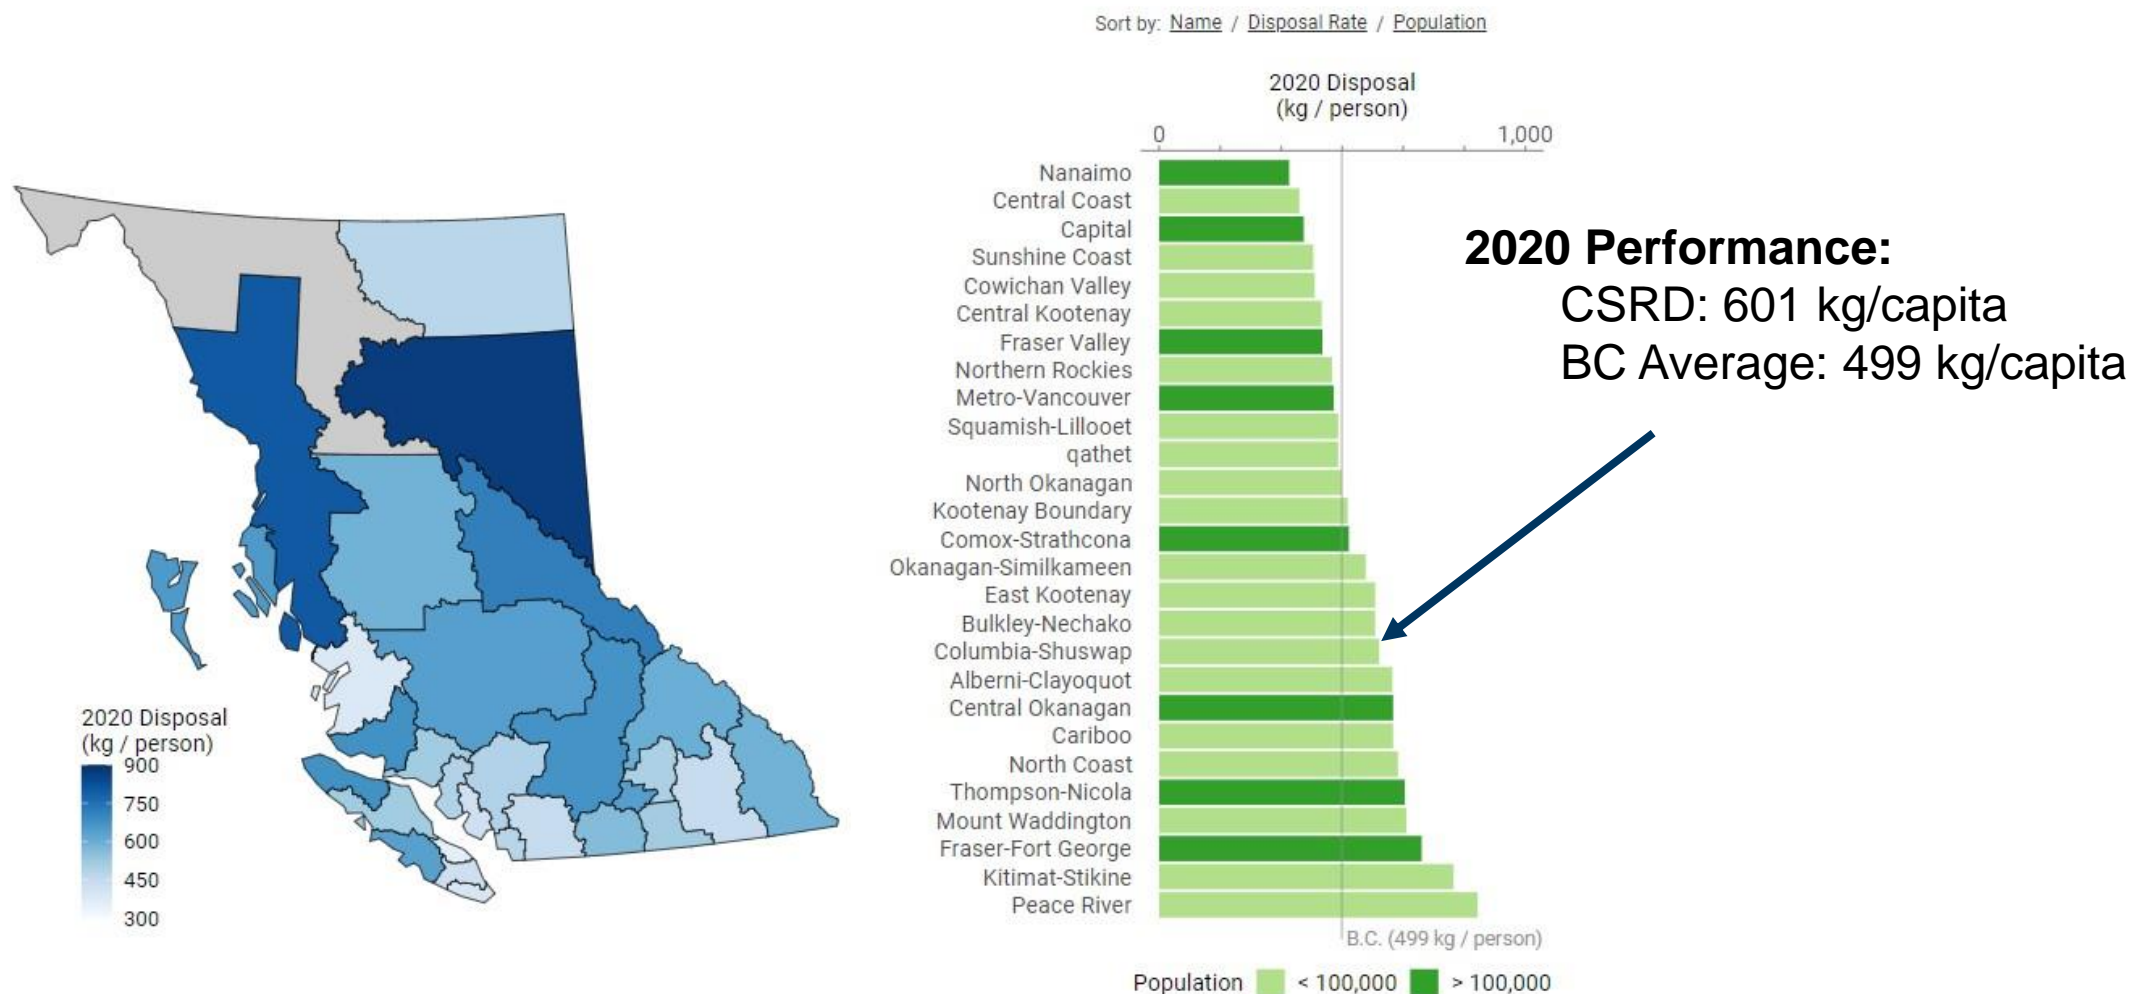 Sort by: Name / Disposal Rate / Population
2020 Disposal
(kg / person)
0 1,000
Nanaimo
Central Coast
Capital
Sunshine Coast
Cowichan Valley
Central Kootenay
Fraser Valley
Northern Rockies
Metro-Vancouver
Squamish-Lillooet
qathet
North Okanagan
Kootenay Boundary
Comox-Strathcona
Okanagan-Similkameen
East Kootenay
Bulkley-Nechako
Columbia-Shuswap
Alberni-Clayoquot
Central Okanagan
Cariboo
North Coast
Thompson-Nicola
Mount Waddington
Fraser-Fort George
Kitimat-Stikine
Peace River
B.C. (499 kg / person)
Population < 100,000 > 100,000
2020 Performance:
CSRD: 601 kg/capita
BC Average: 499 kg/capita
2020 Disposal
(kg / person)
900
750
600
450
300